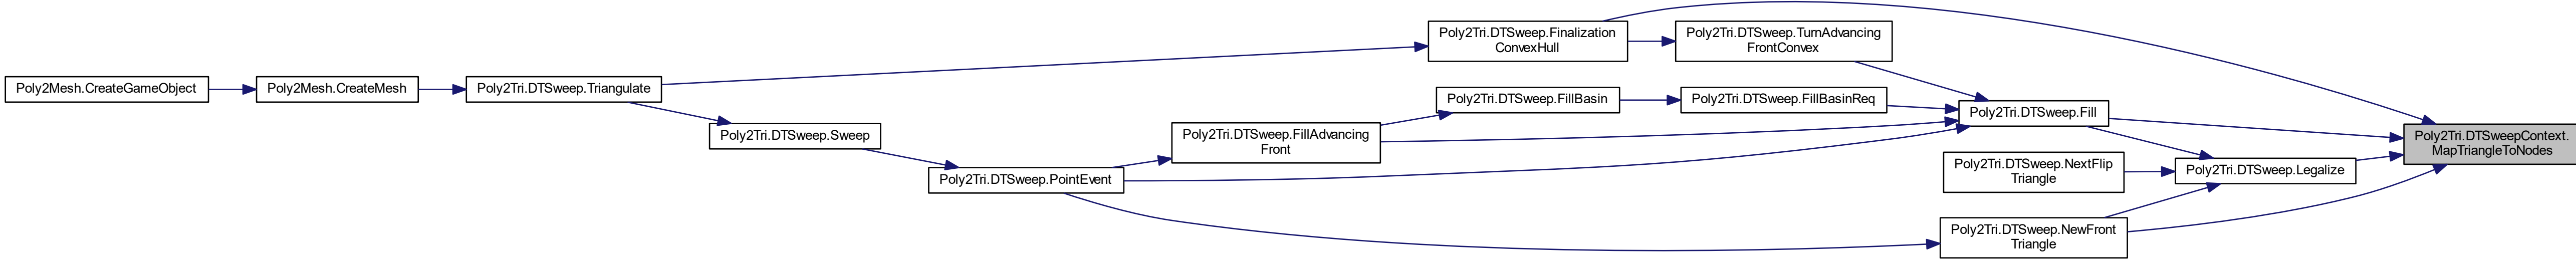 Poly2Mesh.CreateGameObject
Poly2Mesh.CreateMesh
Poly2Tri.DTSweep.Triangulate
Poly2Tri.DTSweep.Sweep
Poly2Tri.DTSweep.PointEvent
Poly2Tri.DTSweep.FillAdvancing
Front
Poly2Tri.DTSweep.FillBasin
Poly2Tri.DTSweep.Finalization
ConvexHull
Poly2Tri.DTSweep.TurnAdvancing
FrontConvex
Poly2Tri.DTSweep.FillBasinReq
Poly2Tri.DTSweep.Fill
Poly2Tri.DTSweep.NextFlip
Triangle
Poly2Tri.DTSweep.NewFront
Triangle
Poly2Tri.DTSweep.Legalize
Poly2Tri.DTSweepContext.
MapTriangleToNodes